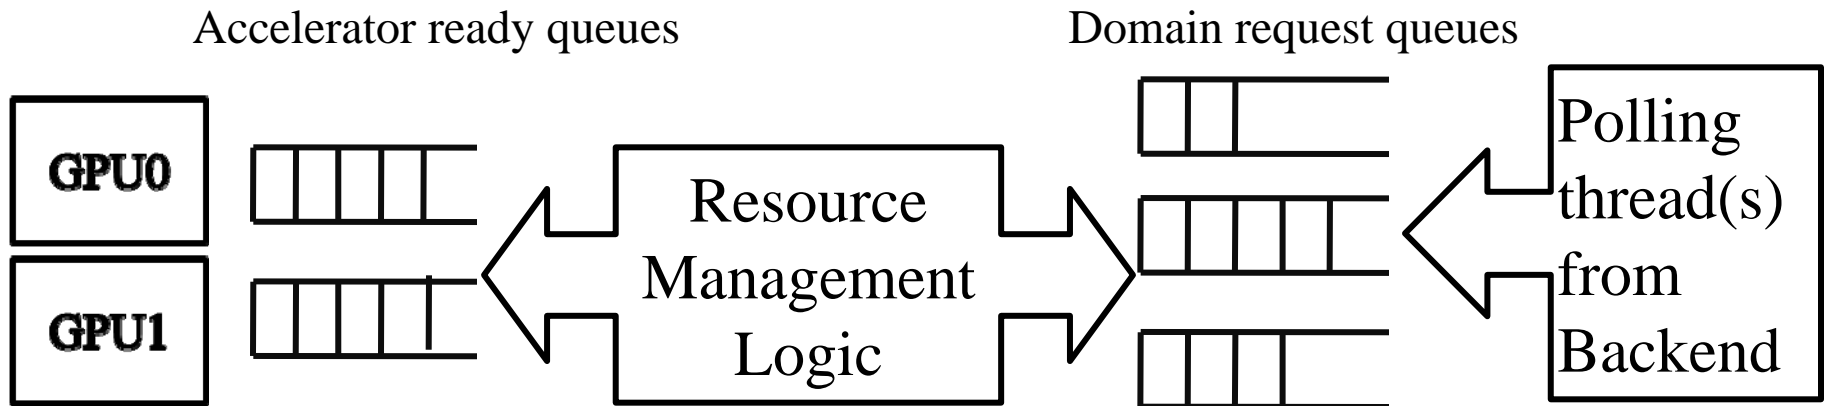 Accelerator ready queues
Domain request queues
GPU0
GPU1
Resource
Management
Logic
Polling
thread(s)
from
Backend